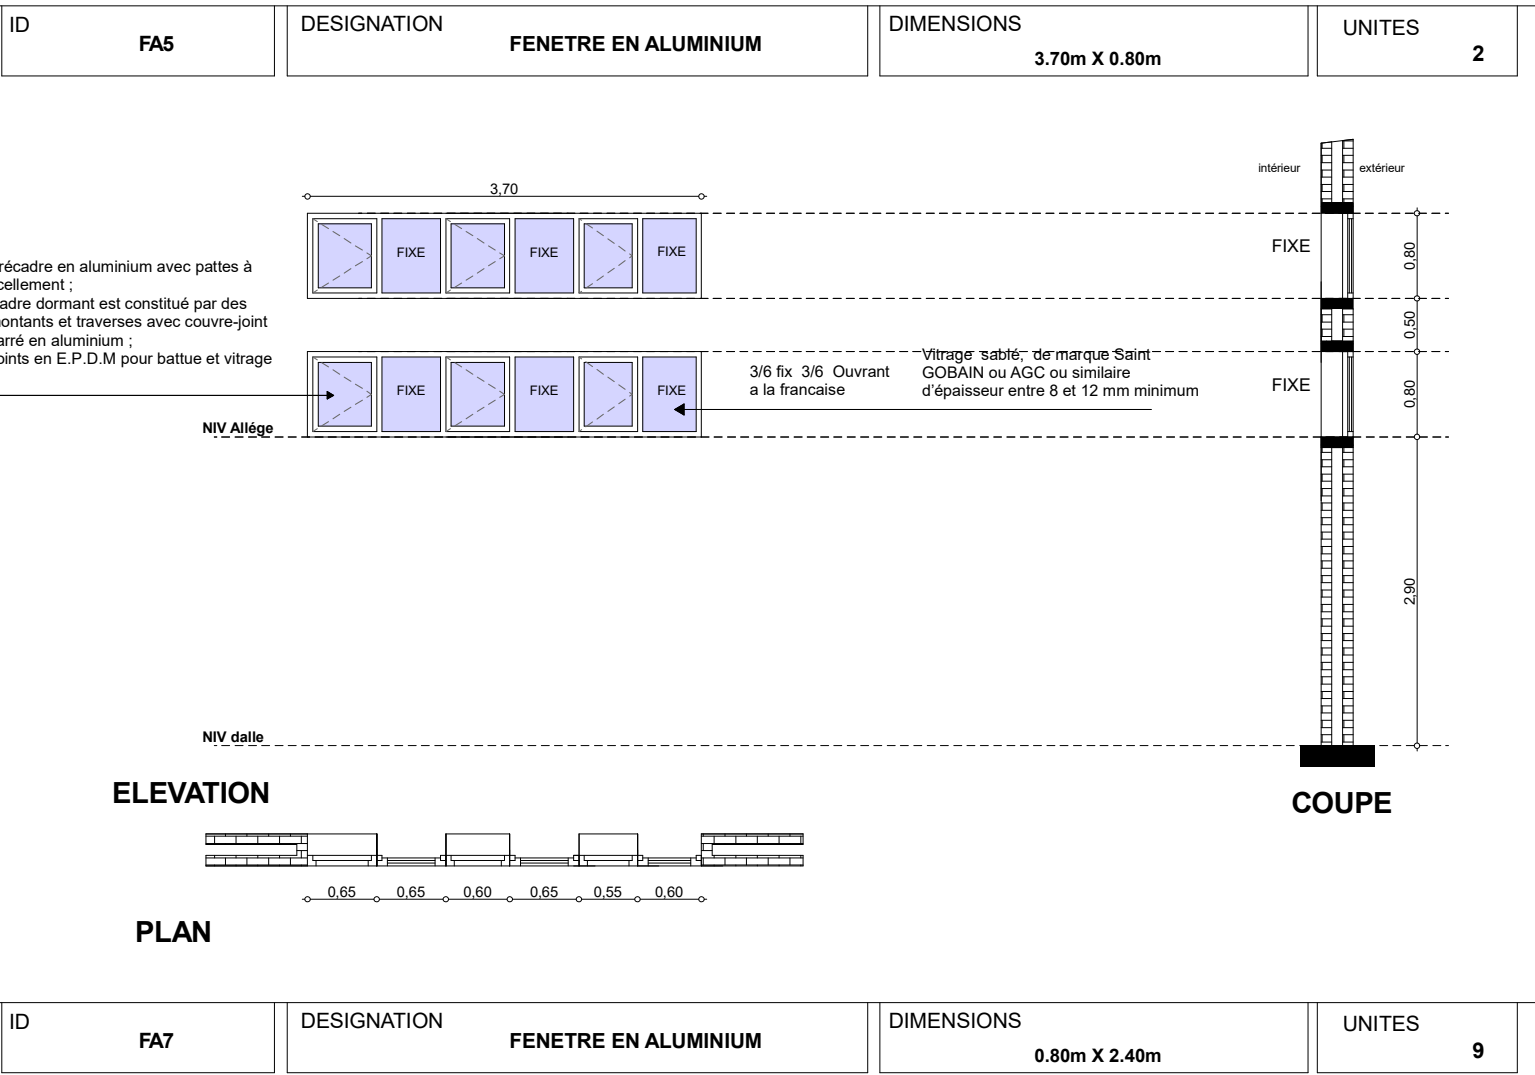 ID
FA5
DESIGNATION
FENETRE EN ALUMINIUM
DIMENSIONS
3.70m X 0.80m
UNITES
2
intérieur
extérieur
3,70
FIXE
FIXE
FIXE
FIXE
0,80
0,50
récadre en aluminium avec pattes à
cellement ;
adre dormant est constitué par des
ontants et traverses avec couvre-joint
arré en aluminium ;
oints en E.P.D.M pour battue et vitrage
FIXE
FIXE
FIXE
3/6 fix 3/6 Ouvrant
a la francaise
Vitrage sablé, de marque Saint
GOBAIN ou AGC ou similaire
d'épaisseur entre 8 et 12 mm minimum
FIXE
0,80
NIV Allége
2,90
NIV dalle
ELEVATION
COUPE
0,65
0,65
0,60
0,65
0,55
0,60
PLAN
ID
FA7
DESIGNATION
FENETRE EN ALUMINIUM
DIMENSIONS
0.80m X 2.40m
UNITES
9